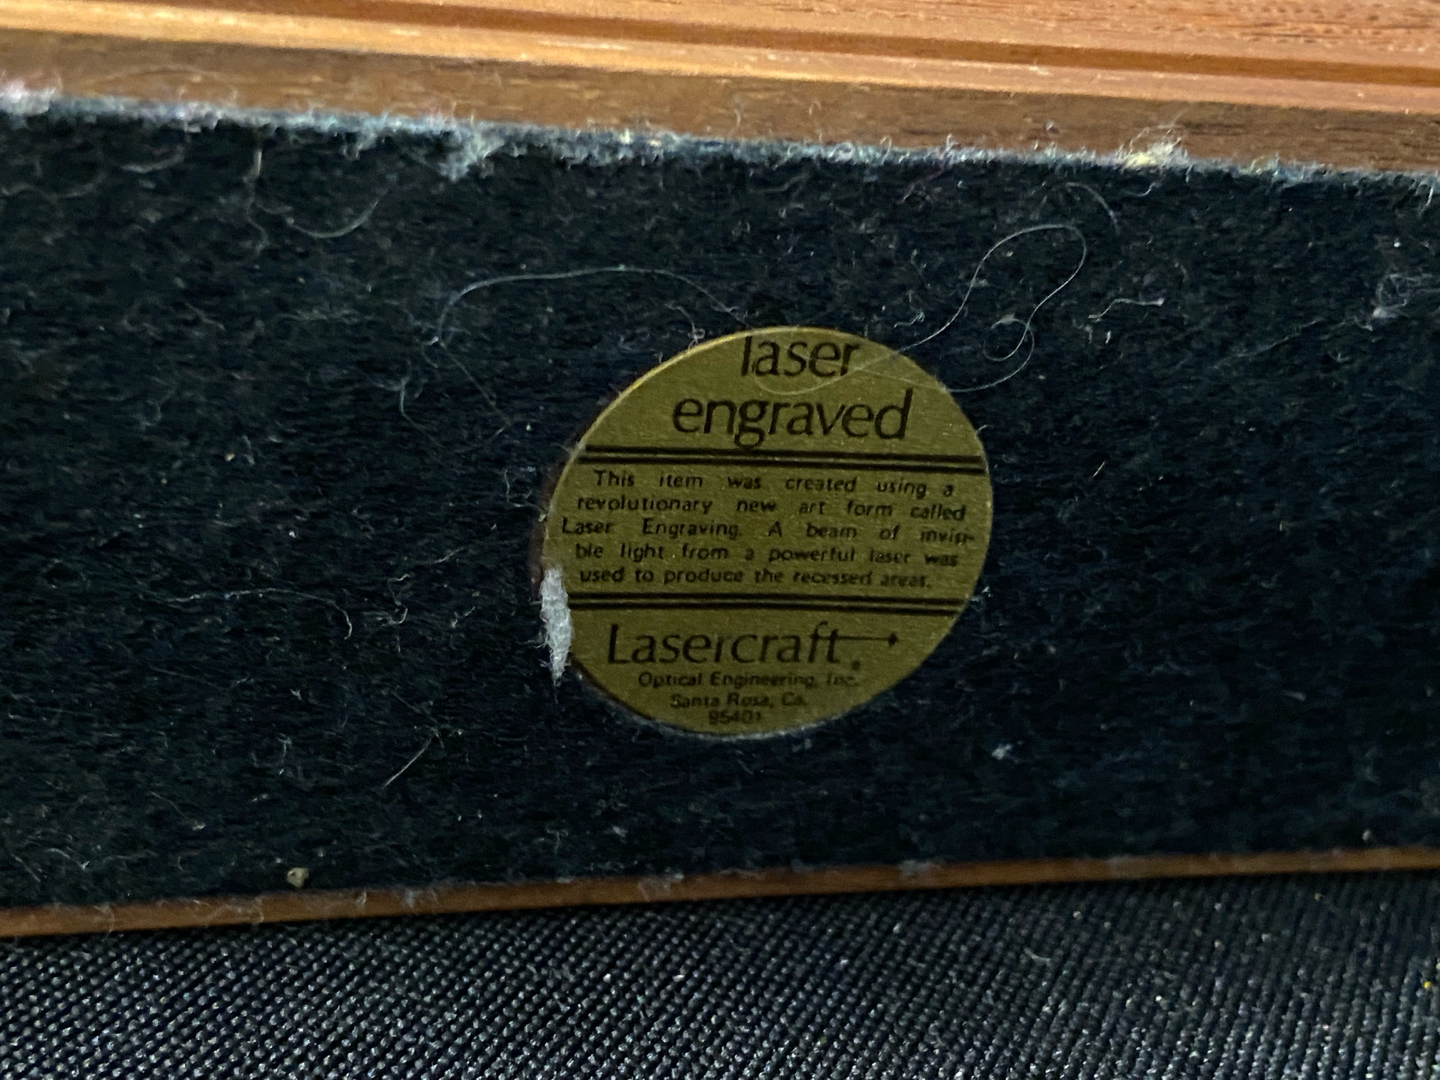 laser
engraved
This item was created using a
revolutionary new art form called
Laser Engraving. A beam of invisi-
ble light from a powerful laser was
used to produce the recessed areas.
Lasercraft®
Optical Engineering, Inc.
Santa Rosa, Ca.
95401